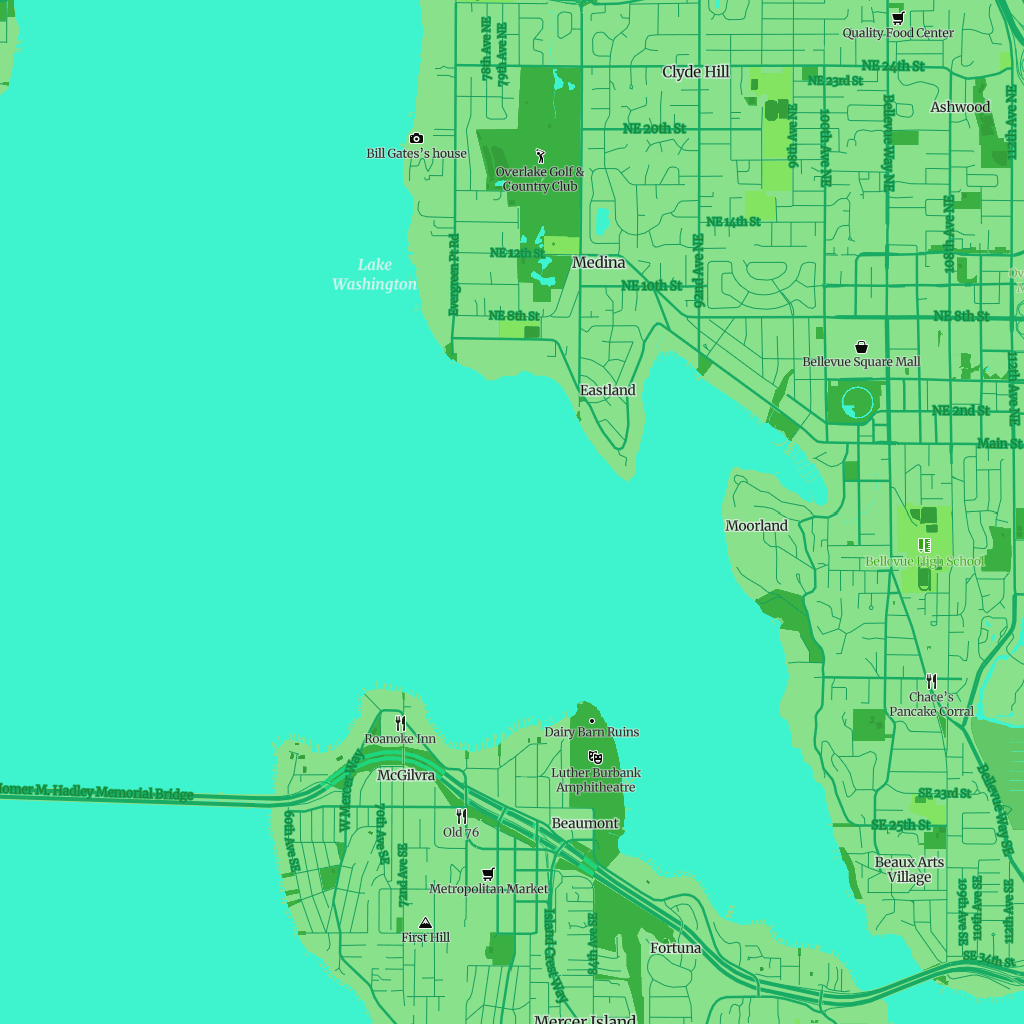 Quality Food Center
78th Ave NE
79th Ave NE
NE 24th St
Clyde Hill
NE 23rd St
Ashwood
112th Ave NE
NE 20th St
98th Ave NE
100th Ave NE
Bellevue Way NE
Bill Gates's house
Overlake Golf &
Country Club
NE 14th St
108th Ave NE
Evergreen Pt Rd
NE 12th St
Medina
92nd Ave NE
Lake
Washington
NE 10th St
NE 8th St
NE 8th St
Bellevue Square Mall
112th Ave NE
Eastland
NE 2nd St
Main St
Moorland
Bellevue High School
Chace's
Pancake Corral
Roanoke Inn
Dairy Barn Ruins
McGilvra
Luther Burbank
Amphitheatre
W Mercer Way
Homer M. Hadley Memorial Bridge
SE 23rd St
Bellevue Way SE
60th Ave SE
70th Ave SE
Old 76
Beaumont
SE 25th St
72nd Ave SE
Metropolitan Market
Beaux Arts
Village
109th Ave SE
110th Ave SE
112th Ave SE
First Hill
Island Crest Way
84th Ave SE
Fortuna
SE 34th St
Mercer Island